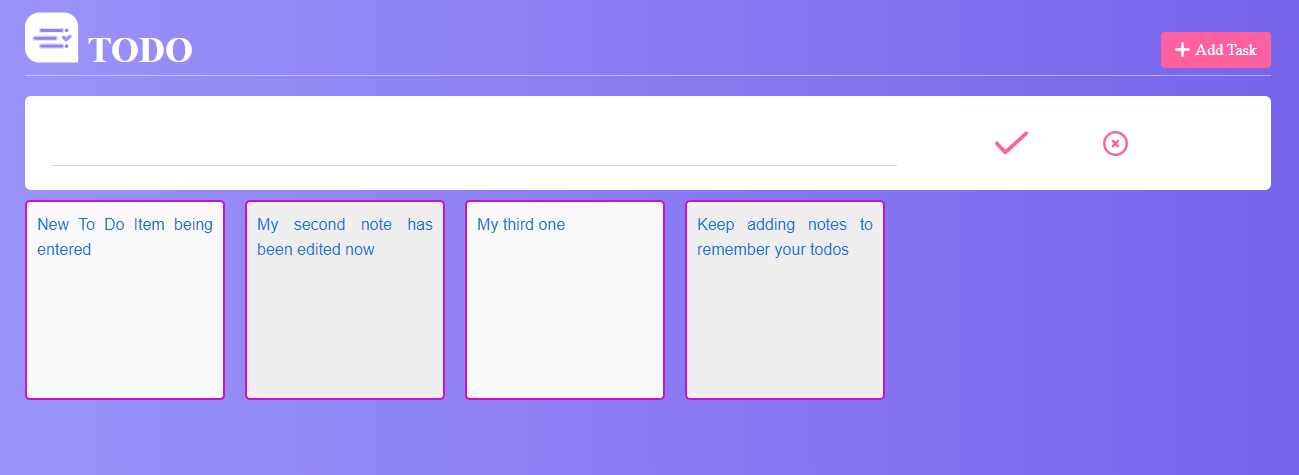 TODO
Add Task
New To Do Item being
entered
My second note has
been edited now
My third one
Keep adding notes to
remember your todos